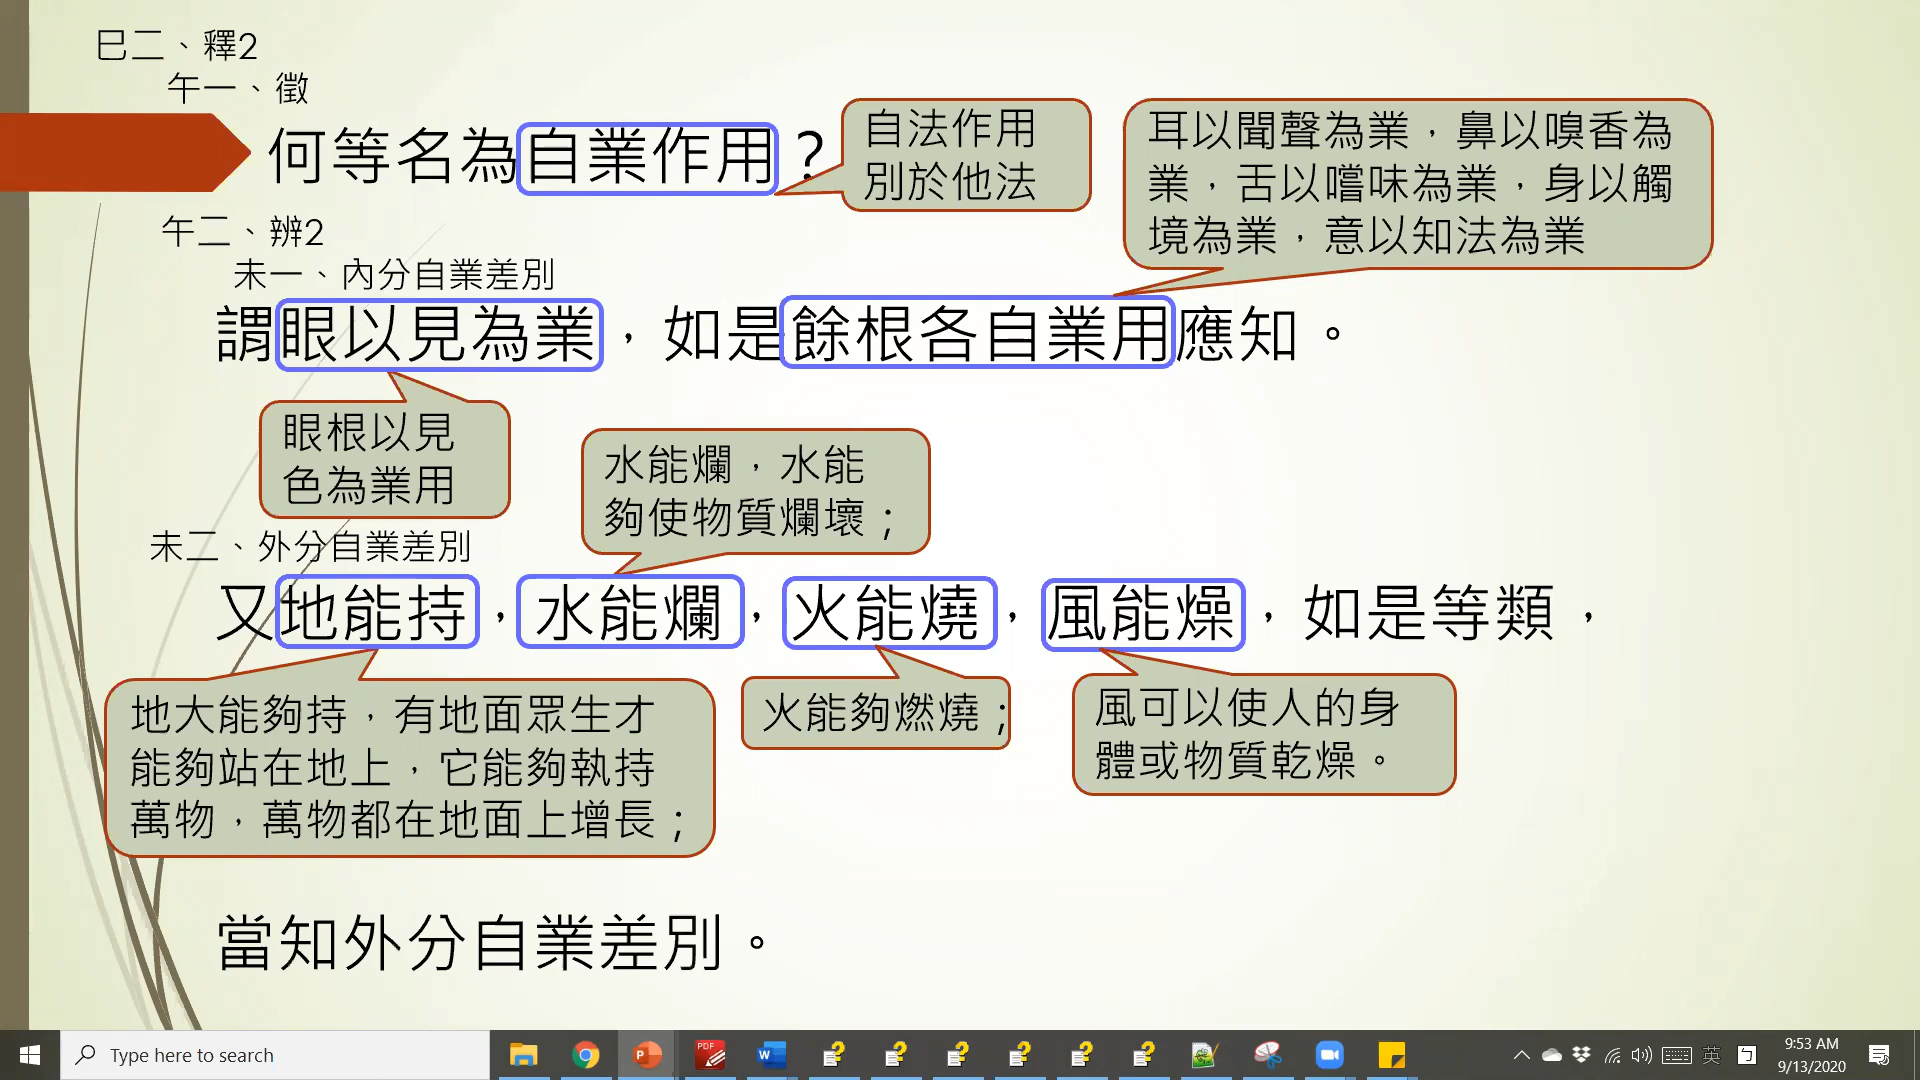 巳二、釋2
午一、徵
何等名為自業作用？
自法作用
別於他法
耳以聞聲為業，鼻以嗅香為
業，舌以嚐味為業，身以觸
境為業，意以知法為業
午二、辨2
未一、內分自業差別
謂眼以見為業，如是餘根各自業用應知。
眼根以見
色為業用
水能爛，水能
夠使物質爛壞；
未二、外分自業差別
又地能持，水能爛，火能燒，風能燥，如是等類，
地大能夠持，有地面眾生才
能夠站在地上，它能夠執持
萬物，萬物都在地面上增長；
火能夠燃燒；
風可以使人的身
體或物質乾燥。
當知外分自業差別。
Type here to search
英
9:53 AM
9/13/2020